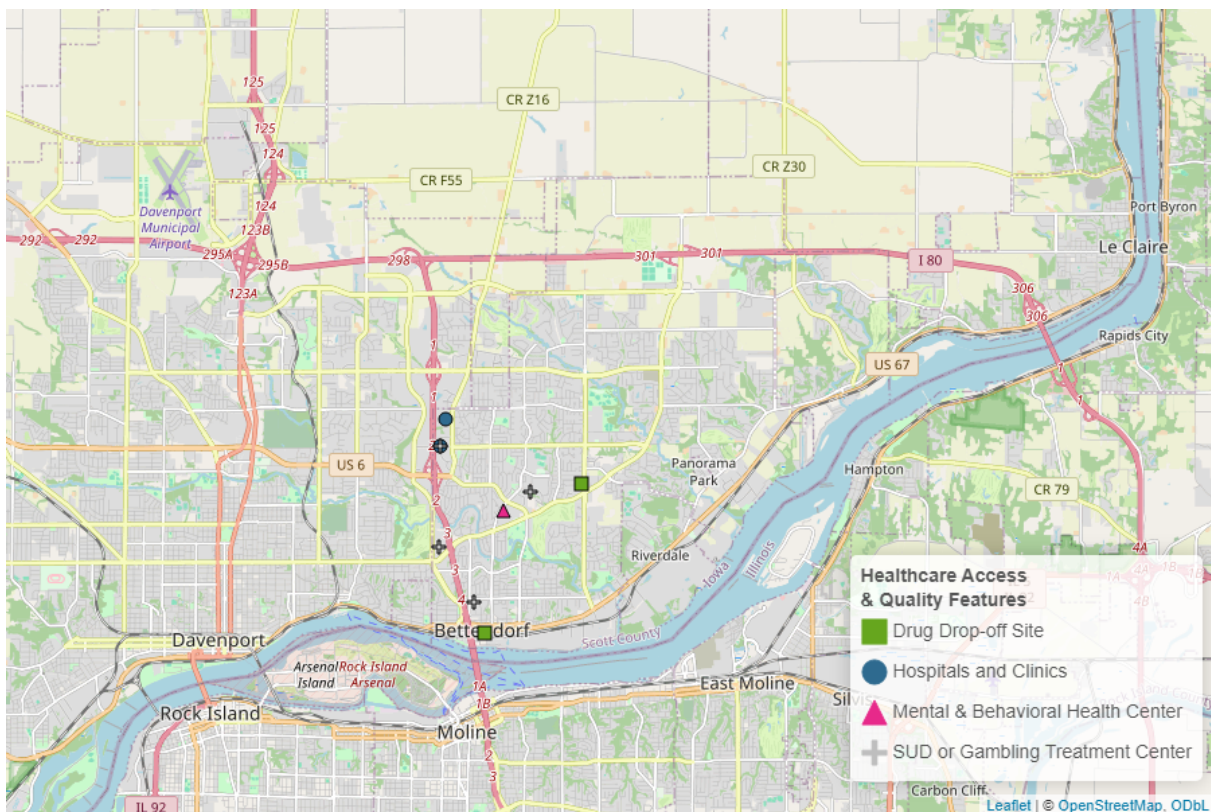 125
CR Z16
125
124
CR Z30
CR F55
Davenport
Municipal
Airport
124
123B
Port Byron
292
292
295A
295B
298
301
301
I 80
Le Claire
123A
306
306
Rapids City
1
US 67
1
1
1
2
US 6
Panorama
Park
Hampton
CR 79
2
3
Riverdale
Iowa
Illinois
4A
3
1A
1B
4B
4
Bettendorf
Scott County
Davenport
Arsenal
Island
Rock Island
Arsenal
1A
1B
East Moline
Silvis
Rock Island County
Rock Island
Moline
2
3
IL 92
Carbon Cliff
Healthcare Access
& Quality Features
Drug Drop-off Site
Hospitals and Clinics
Mental & Behavioral Health Center
SUD or Gambling Treatment Center
Leaflet | © OpenStreetMap, ODbL